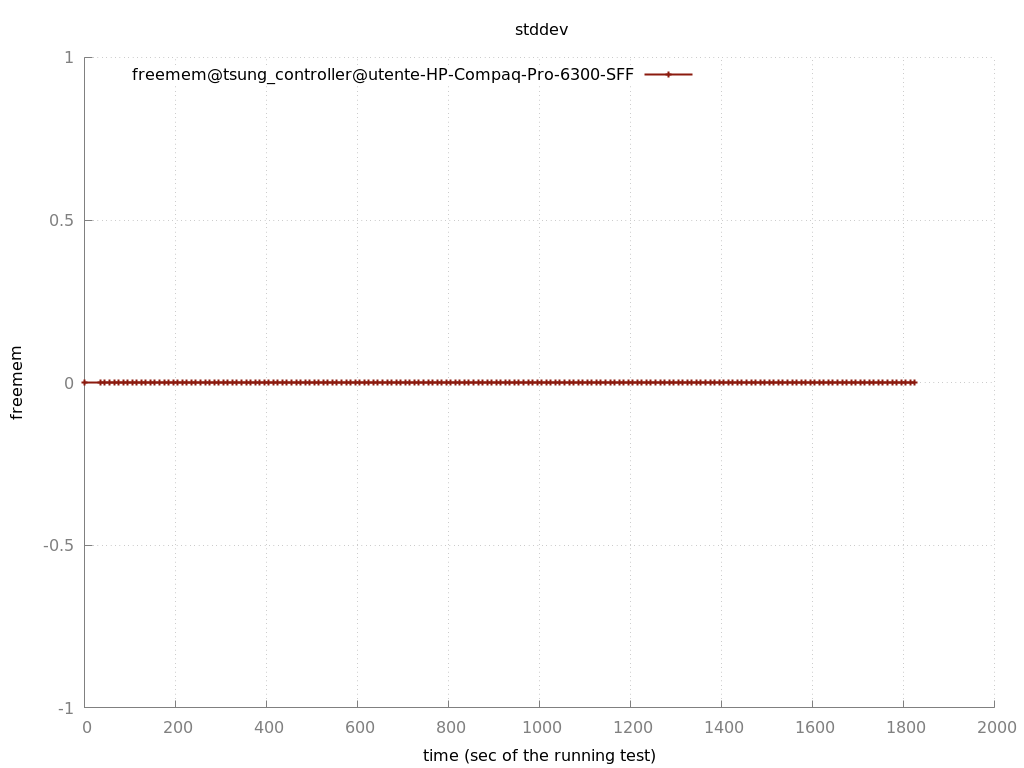 stddev
freemem@tsung_controller@utente-HP-Compaq-Pro-6300-SFF
1
0.5
0
-0.5
-1
freemem
0 200 400 600 800 1000 1200 1400 1600 1800 2000
time (sec of the running test)